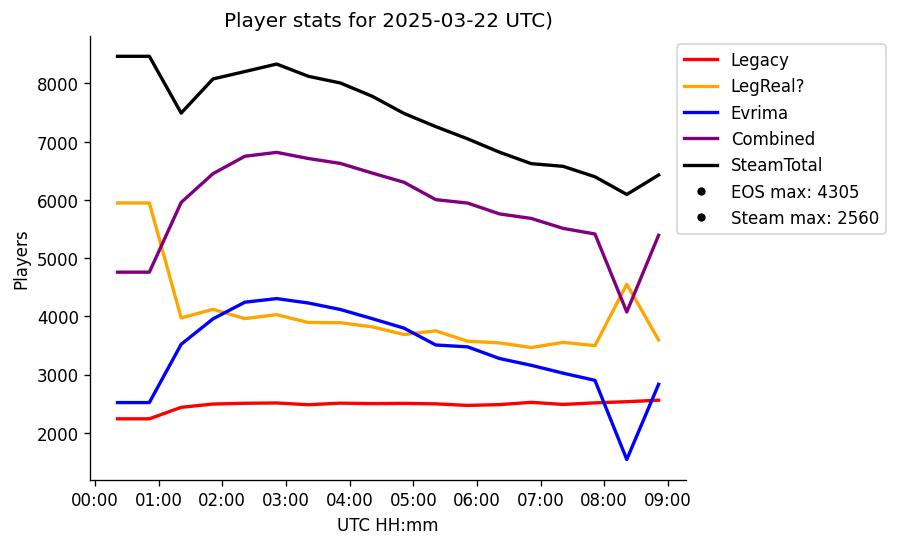 Player stats for 2025-03-22 UTC)
Legacy
LegReal?
Evrima
Combined
SteamTotal
EOS max: 4305
Steam max: 2560
Players
8000
7000
6000
5000
4000
3000
2000
00:00 01:00 02:00 03:00 04:00 05:00 06:00 07:00 08:00 09:00
UTC HH:mm